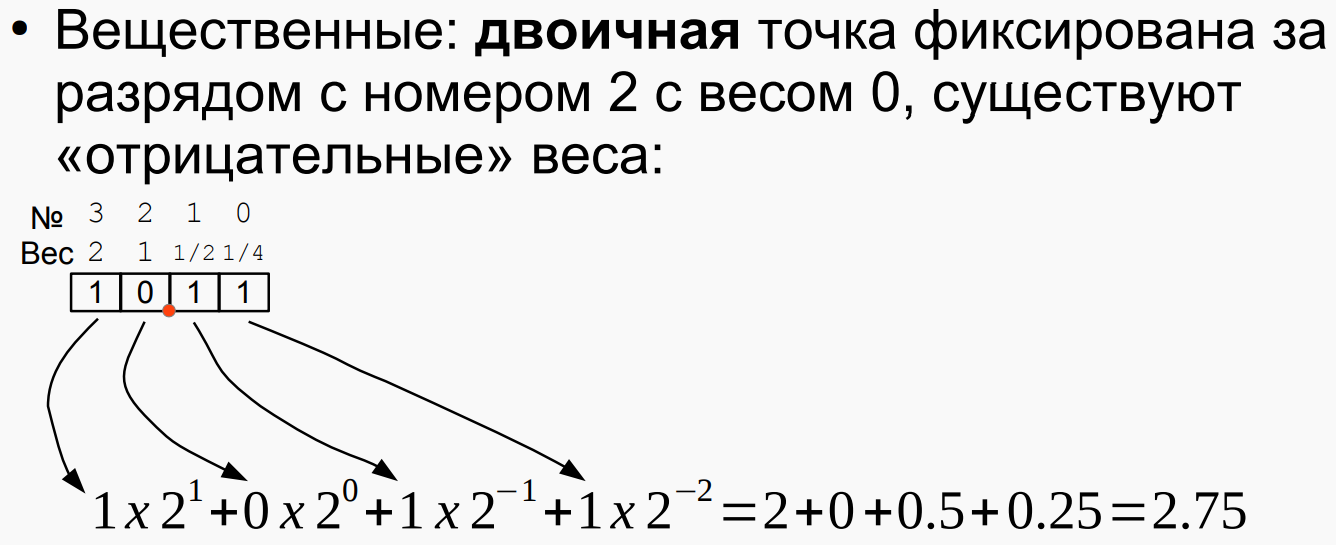 • Вещественные: двоичная точка фиксирована за
разрядом с номером 2 с весом 0, существуют
«отрицательные» веса:
№ 3 2 1 0
Вес 2 1 1/2 1/4
1 0 1 1
1 x 2^1 + 0 x 2^0 + 1 x 2^−1 + 1 x 2^−2 = 2 + 0 + 0.5 + 0.25 = 2.75